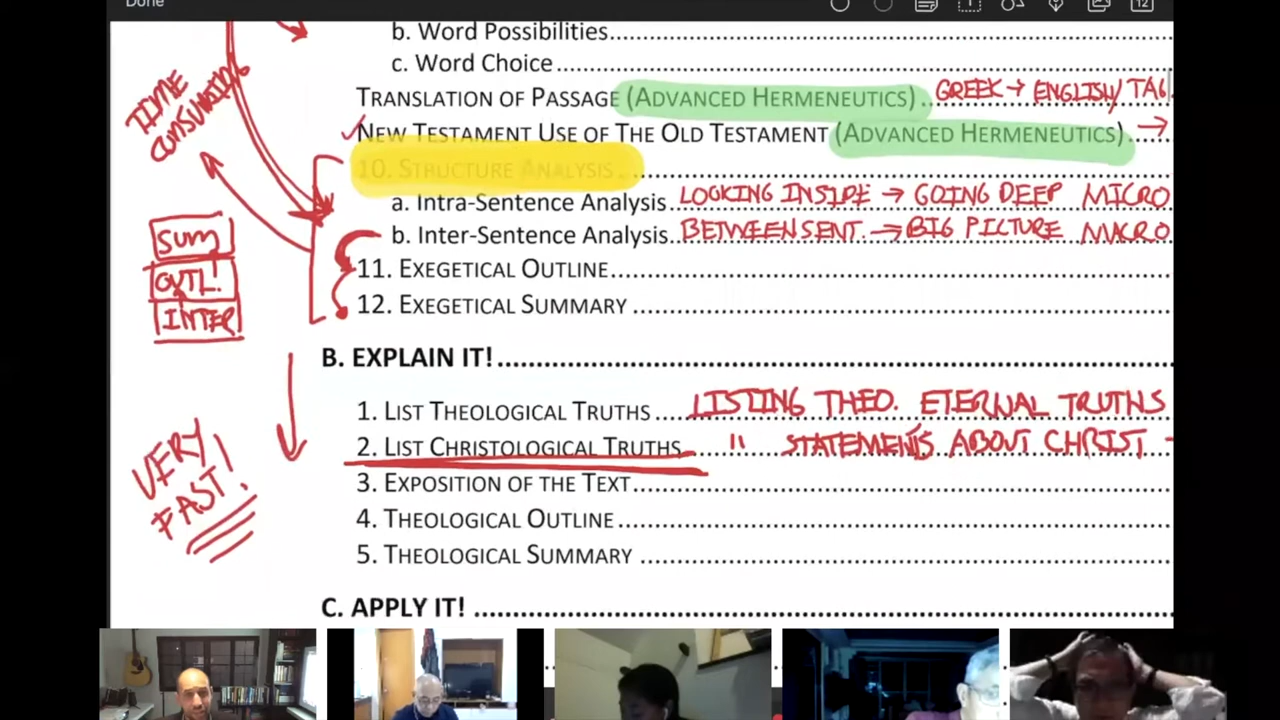 Done
b. Word Possibilities
c. Word Choice
TRANSLATION OF PASSAGE (ADVANCED HERMENEUTICS) GREEK → ENGLISH/TAG
NEW TESTAMENT USE OF THE OLD TESTAMENT (ADVANCED HERMENEUTICS) →
10. STRUCTURE ANALYSIS
a. Intra-Sentence Analysis LOOKING INSIDE → GOING DEEP MICRO
b. Inter-Sentence Analysis BETWEEN SENT. → BIG PICTURE MACRO
11. EXEGETICAL OUTLINE
12. EXEGETICAL SUMMARY
TIME
CONSUMING
SUM
OUTL!
INTER
B. EXPLAIN IT!
1. LIST THEOLOGICAL TRUTHS LISTING THEO. ETERNAL TRUTHS
2. LIST CHRISTOLOGICAL TRUTHS " STATEMENTS ABOUT CHRIST
3. EXPOSITION OF THE TEXT
4. THEOLOGICAL OUTLINE
5. THEOLOGICAL SUMMARY
VERY
FAST!
C. APPLY IT!